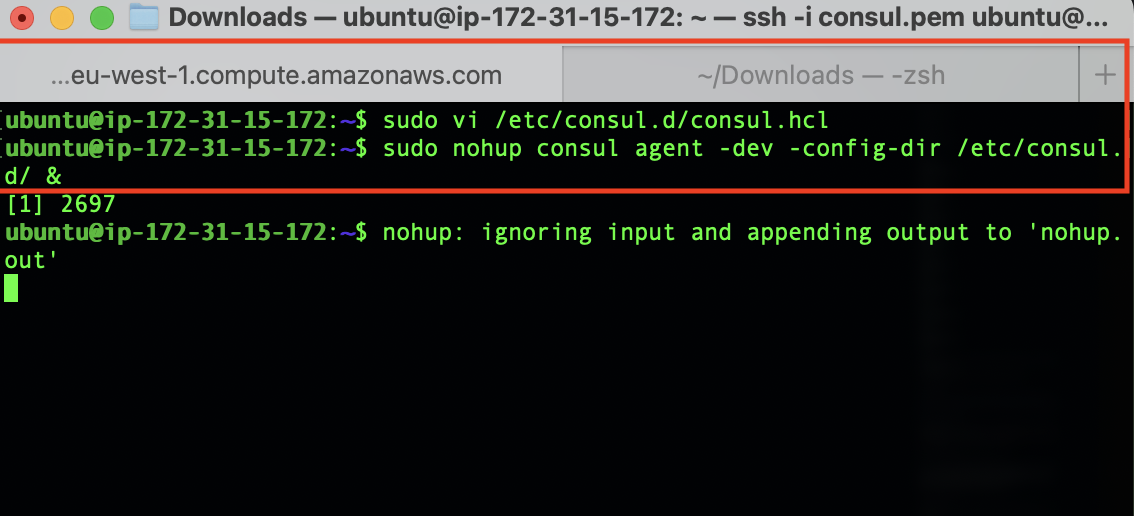 Downloads — ubuntu@ip-172-31-15-172: ~ — ssh -i consul.pem ubuntu@...
...eu-west-1.compute.amazonaws.com
~/Downloads — -zsh
+
[ubuntu@ip-172-31-15-172:~$ sudo vi /etc/consul.d/consul.hcl
[ubuntu@ip-172-31-15-172:~$ sudo nohup consul agent -dev -config-dir /etc/consul.
d/ &
[1] 2697
ubuntu@ip-172-31-15-172:~$ nohup: ignoring input and appending output to 'nohup.
out'